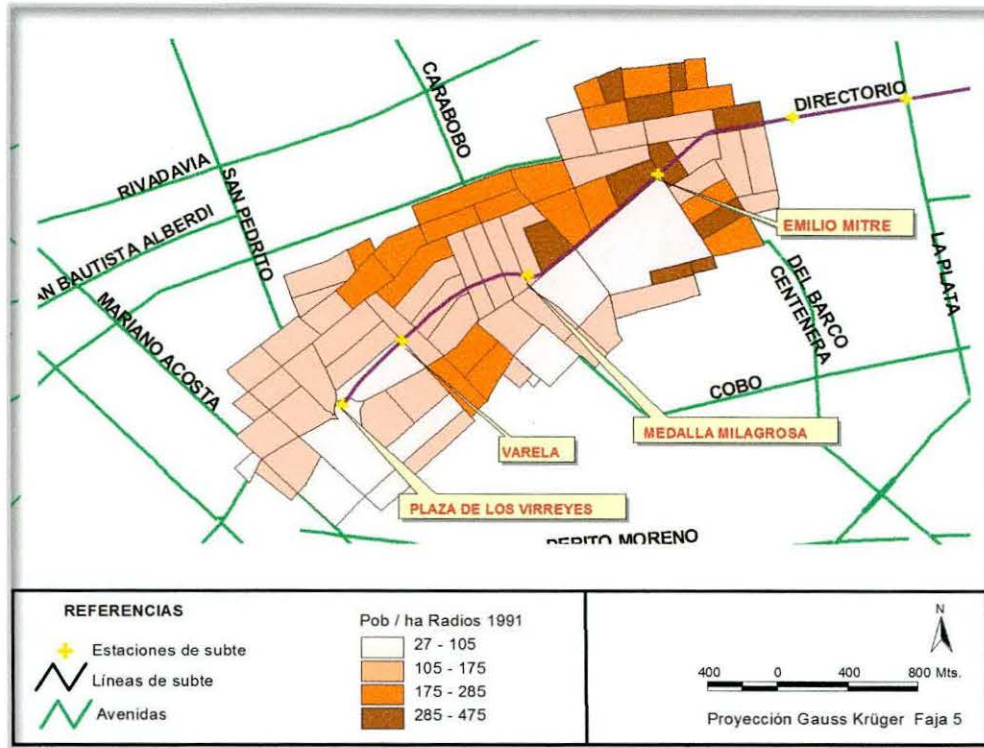 DIRECTORIO
CARABOBO
RIVADAVIA
SAN PEDRITO
AN BAUTISTA ALBERDI
MARIANO ACOSTA
EMILIO MITRE
DEL BARCO
CENTENERA
LA PLATA
COBO
MEDALLA MILAGROSA
VARELA
PLAZA DE LOS VIRREYES
PERITO MORENO
REFERENCIAS
Estaciones de subte
Líneas de subte
Avenidas
Pob / ha Radios 1991
27 - 105
105 - 175
175 - 285
285 - 475
N
400 0 400 800 Mts.
Proyección Gauss Krüger Faja 5